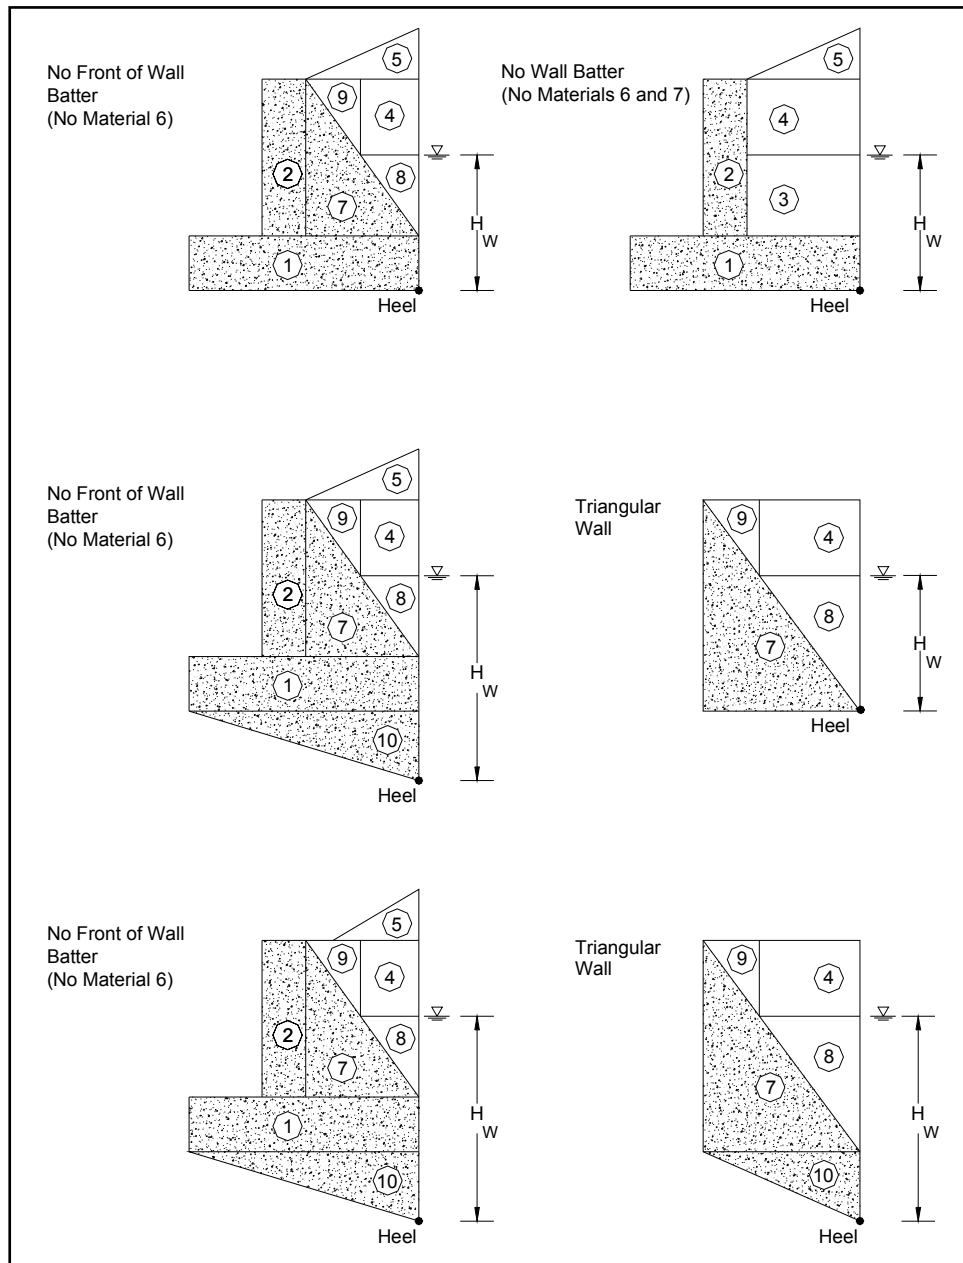 No Front of Wall
Batter
(No Material 6)
5
9
4
2
8
7
1
H
W
Heel
No Wall Batter
(No Materials 6 and 7)
5
4
2
3
1
H
W
Heel
No Front of Wall
Batter
(No Material 6)
5
9
4
2
8
7
1
10
H
W
Heel
Triangular
Wall
9
4
8
7
H
W
Heel
No Front of Wall
Batter
(No Material 6)
5
9
4
2
8
7
1
10
H
W
Heel
Triangular
Wall
9
4
8
7
10
H
W
Heel